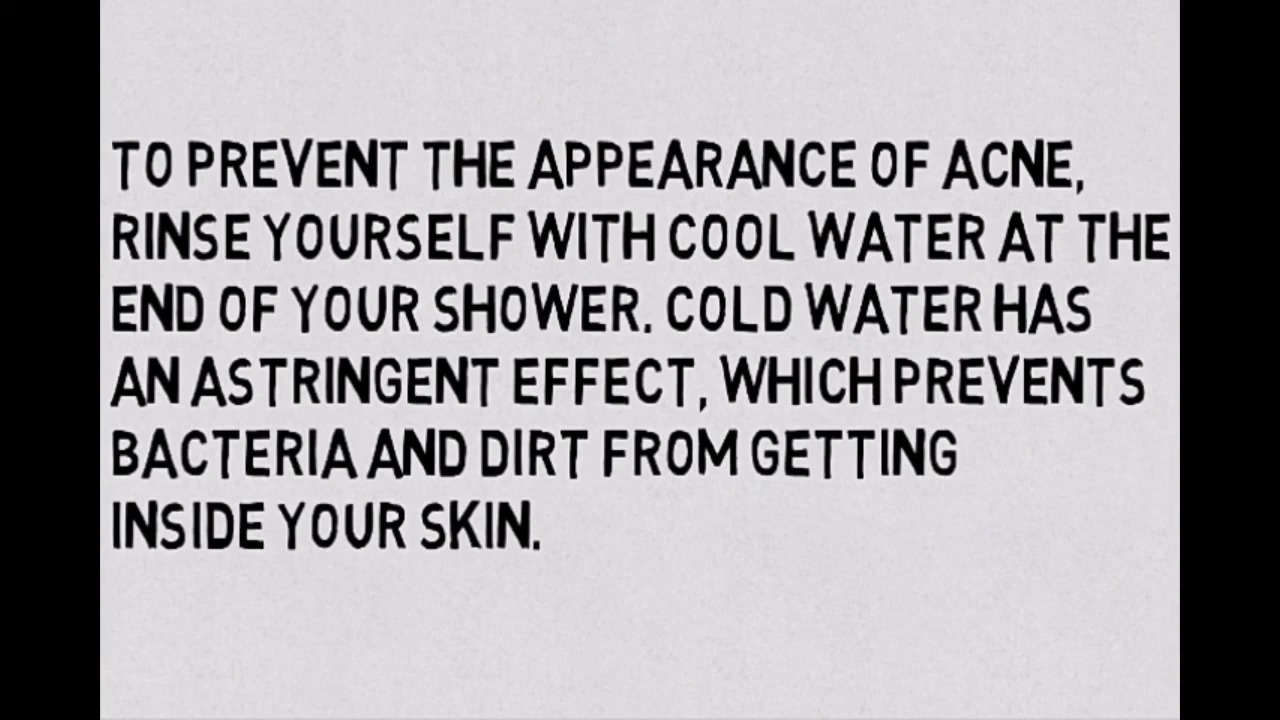 TO PREVENT THE APPEARANCE OF ACNE,
RINSE YOURSELF WITH COOL WATER AT THE
END OF YOUR SHOWER. COLD WATER HAS
AN ASTRINGENT EFFECT, WHICH PREVENTS
BACTERIA AND DIRT FROM GETTING
INSIDE YOUR SKIN.